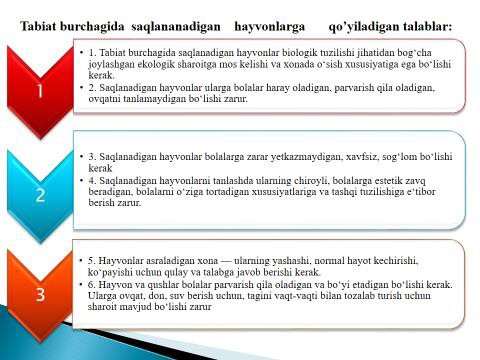 Tabiat burchagida saqlananadigan hayvonlarga qo'yiladigan talablar:
1
• 1. Tabiat burchagida saqlanadigan hayvonlar biologik tuzilishi jihatidan bog‘cha
joylashgan ekologik sharoitga mos kelishi va xonada o‘sish xususiyatiga ega bo‘lishi
kerak.
• 2. Saqlanadigan hayvonlar ularga bolalar haray oladigan, parvarish qila oladigan,
ovqatni tanlamaydigan bo‘lishi zarur.
2
• 3. Saqlanadigan hayvonlar bolalarga zarar yetkazmaydigan, xavfsiz, sog‘lom bo‘lishi
kerak
• 4. Saqlanadigan hayvonlarni tanlashda ularning chiroyli, bolalarga estetik zavq
beradigan, bolalarni o‘ziga tortadigan xususiyatlariga va tashqi tuzilishiga e‘tibor
berish zarur.
3
• 5. Hayvonlar asraladigan xona — ularning yashashi, normal hayot kechirishi,
ko‘payishi uchun qulay va talabga javob berishi kerak.
• 6. Hayvon va qushlar bolalar parvarish qila oladigan va bo‘yi etadigan bo‘lishi kerak.
Ularga ovqat, don, suv berish uchun, tagini vaqt-vaqti bilan tozalab turish uchun
sharoit mavjud bo‘lishi zarur